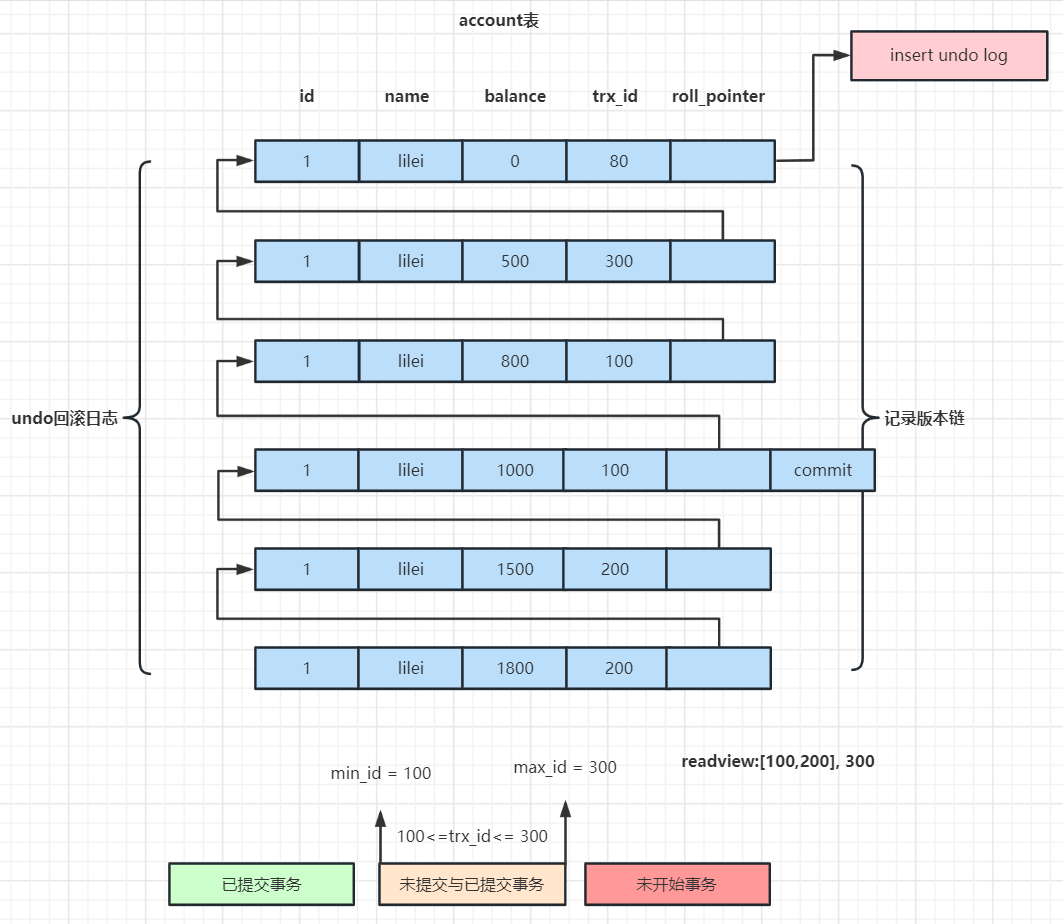 account表
insert undo log
id name balance trx_id roll_pointer
1 lilei 0 80
1 lilei 500 300
1 lilei 800 100
undo回滚日志
记录版本链
1 lilei 1000 100 commit
1 lilei 1500 200
1 lilei 1800 200
readview:[100,200], 300
min_id = 100
max_id = 300
100<=trx_id<= 300
已提交事务
未提交与已提交事务
未开始事务